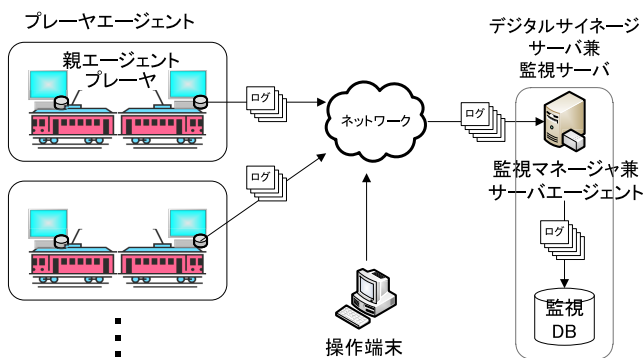 プレーヤエージェント
親エージェント
プレーヤ
ログ
ログ
ネットワーク
ログ
デジタルサイネージ
サーバ兼
監視サーバ
監視マネージャ兼
サーバエージェント
ログ
監視
DB
操作端末